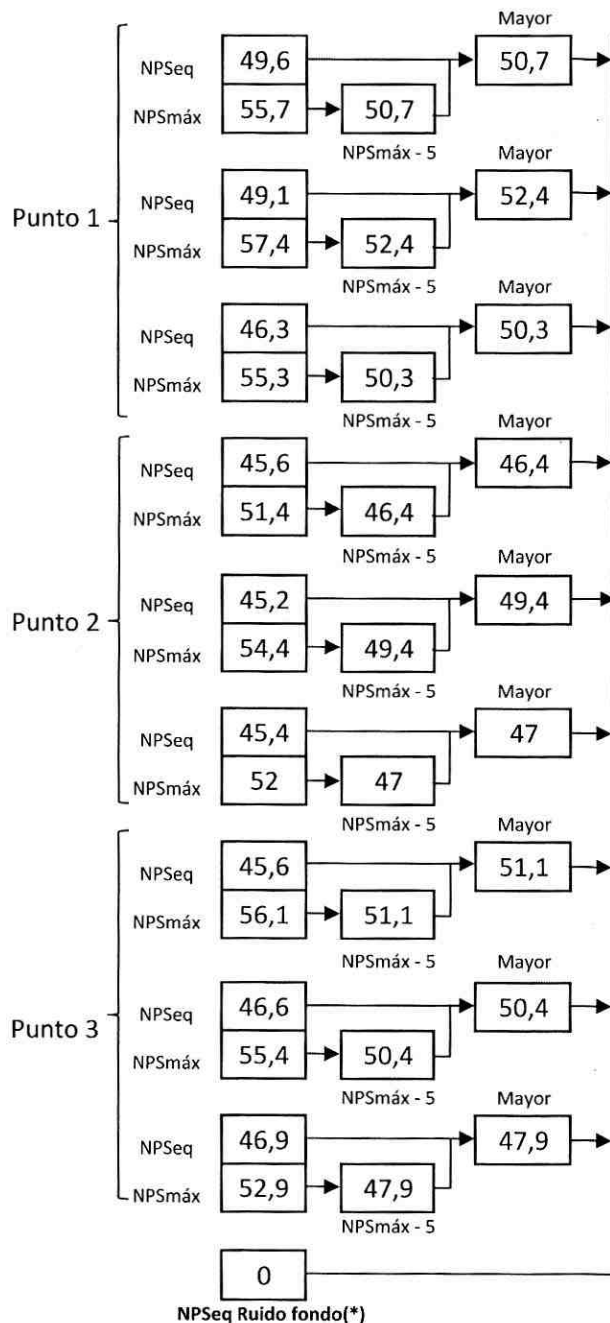 Mayor
NPSeq 49,6 50,7
NPSmáx 55,7 50,7
NPSmáx - 5
Mayor
NPSeq 49,1 52,4
Punto 1
NPSmáx 57,4 52,4
NPSmáx - 5
Mayor
NPSeq 46,3 50,3
NPSmáx 55,3 50,3
NPSmáx - 5
Mayor
NPSeq 45,6 46,4
NPSmáx 51,4 46,4
NPSmáx - 5
Mayor
NPSeq 45,2 49,4
Punto 2
NPSmáx 54,4 49,4
NPSmáx - 5
Mayor
NPSeq 45,4 47
NPSmáx 52 47
NPSmáx - 5
Mayor
NPSeq 45,6 51,1
NPSmáx 56,1 51,1
NPSmáx - 5
Mayor
NPSeq 46,6 50,4
Punto 3
NPSmáx 55,4 50,4
NPSmáx - 5
Mayor
NPSeq 46,9 47,9
NPSmáx 52,9 47,9
NPSmáx - 5
0
NPSeq Ruido fondo(*)